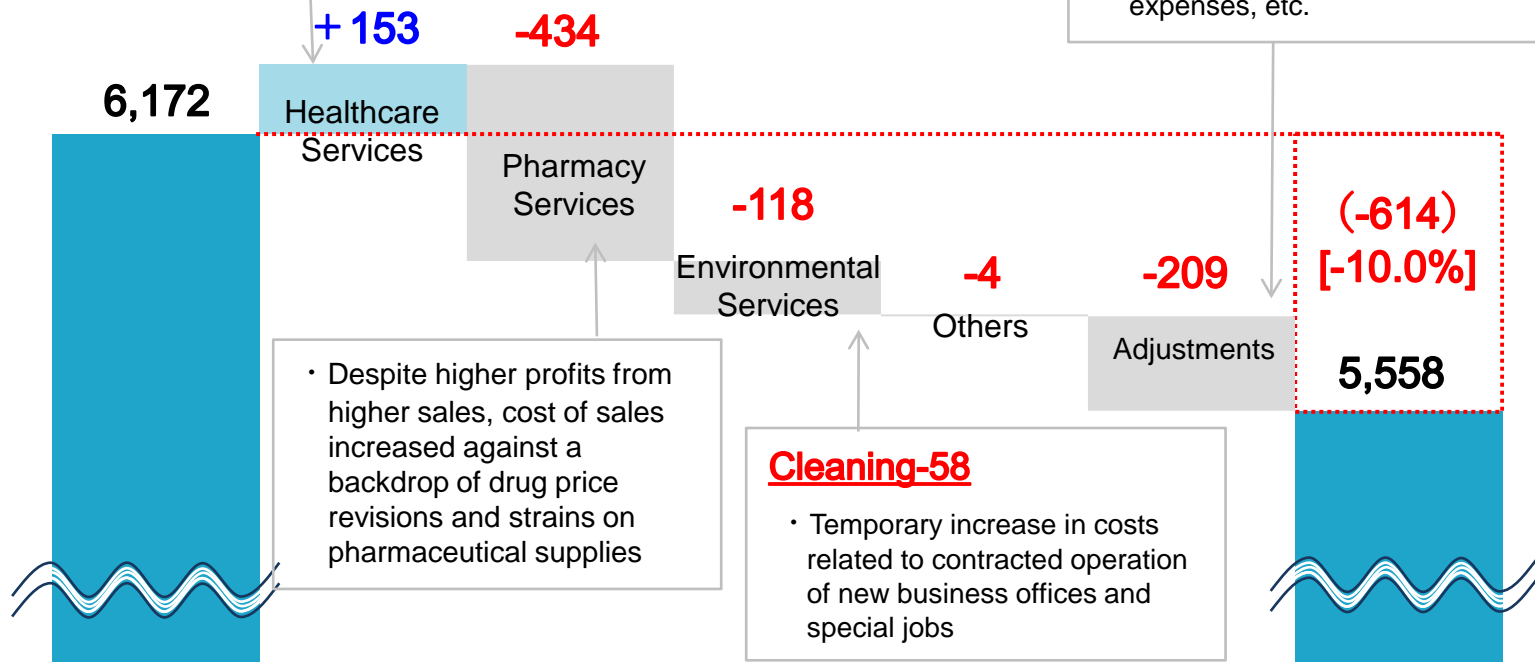 expenses, etc.
+153
-434
6,172
Healthcare
Services
Pharmacy
Services
-118
Environmental
Services
-4
Others
-209
Adjustments
(-614)
[-10.0%]
5,558
・Despite higher profits from
higher sales, cost of sales
increased against a
backdrop of drug price
revisions and strains on
pharmaceutical supplies
Cleaning-58
・Temporary increase in costs
related to contracted operation
of new business offices and
special jobs